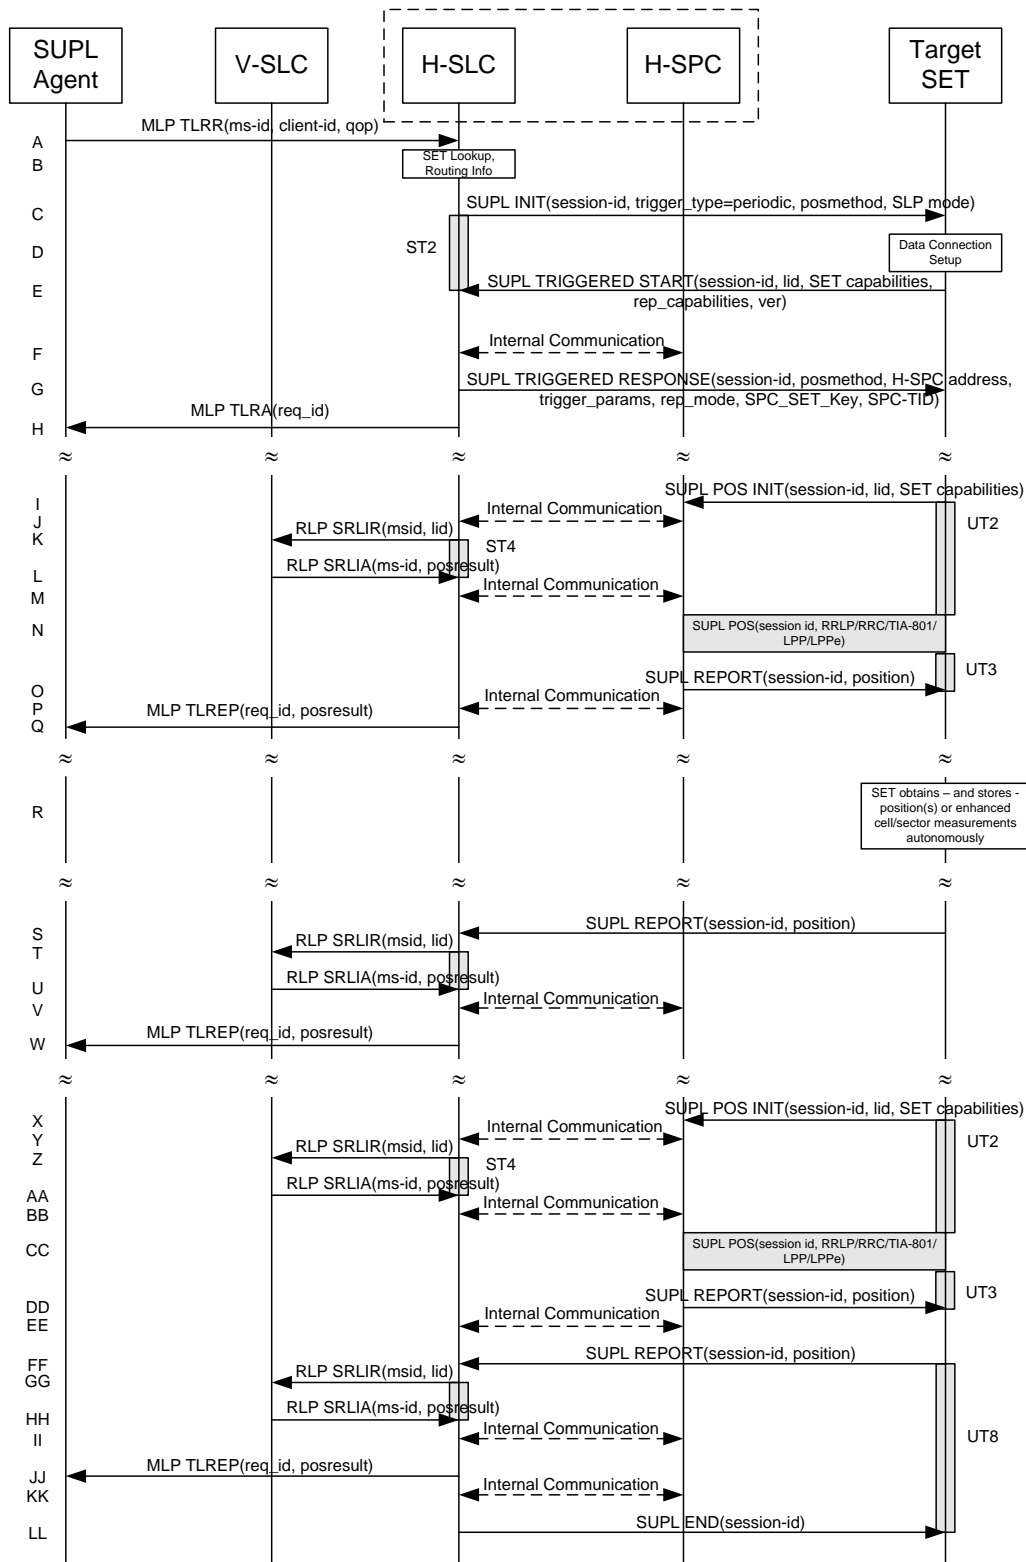 SUPL
Agent
V-SLC
H-SLC
H-SPC
Target
SET
A
MLP TLRR(ms-id, client-id, qop)
B
SET Lookup,
Routing Info
C
SUPL INIT(session-id, trigger_type=periodic, posmethod, SLP mode)
D
ST2
Data Connection
Setup
E
SUPL TRIGGERED START(session-id, lid, SET capabilities,
rep_capabilities, ver)
F
Internal Communication
G
SUPL TRIGGERED RESPONSE(session-id, posmethod, H-SPC address,
trigger_params, rep_mode, SPC_SET_Key, SPC-TID)
H
MLP TLRA(req_id)
≈ ≈ ≈ ≈ ≈
I
SUPL POS INIT(session-id, lid, SET capabilities)
J
Internal Communication
UT2
K
RLP SRLIR(msid, lid)
ST4
L
RLP SRLIA(ms-id, posresult)
M
Internal Communication
N
SUPL POS(session id, RRLP/RRC/TIA-801/
LPP/LPPe)
UT3
O
SUPL REPORT(session-id, position)
P
Internal Communication
Q
MLP TLREP(req_id, posresult)
≈ ≈ ≈ ≈ ≈
R
SET obtains – and stores -
position(s) or enhanced
cell/sector measurements
autonomously
≈ ≈ ≈ ≈ ≈
S
SUPL REPORT(session-id, position)
T
RLP SRLIR(msid, lid)
U
RLP SRLIA(ms-id, posresult)
V
Internal Communication
W
MLP TLREP(req_id, posresult)
≈ ≈ ≈ ≈ ≈
X
SUPL POS INIT(session-id, lid, SET capabilities)
Y
Internal Communication
UT2
Z
RLP SRLIR(msid, lid)
ST4
AA
RLP SRLIA(ms-id, posresult)
BB
Internal Communication
CC
SUPL POS(session id, RRLP/RRC/TIA-801/
LPP/LPPe)
UT3
DD
SUPL REPORT(session-id, position)
EE
Internal Communication
FF
SUPL REPORT(session-id, position)
GG
RLP SRLIR(msid, lid)
HH
RLP SRLIA(ms-id, posresult)
II
Internal Communication
UT8
JJ
MLP TLREP(req_id, posresult)
KK
Internal Communication
LL
SUPL END(session-id)